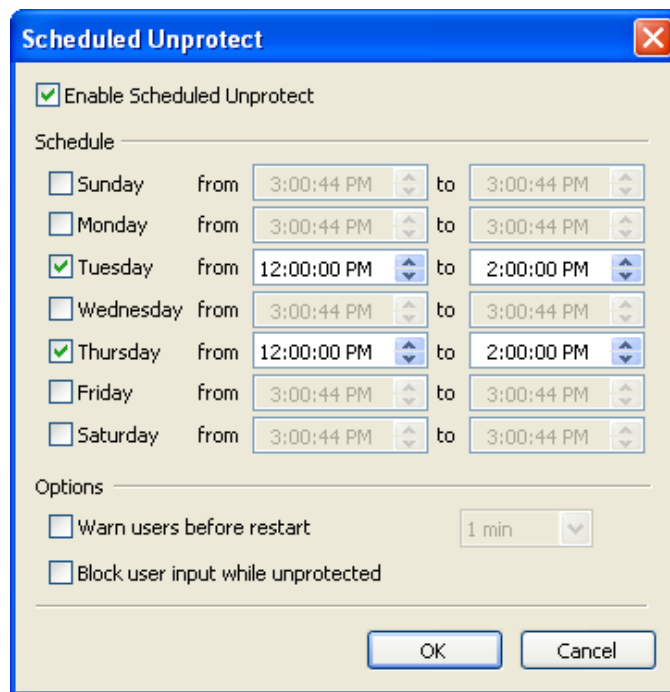 Scheduled Unprotect
Enable Scheduled Unprotect
Schedule
Sunday from 3:00:44 PM to 3:00:44 PM
Monday from 3:00:44 PM to 3:00:44 PM
Tuesday from 12:00:00 PM to 2:00:00 PM
Wednesday from 3:00:44 PM to 3:00:44 PM
Thursday from 12:00:00 PM to 2:00:00 PM
Friday from 3:00:44 PM to 3:00:44 PM
Saturday from 3:00:44 PM to 3:00:44 PM
Options
Warn users before restart 1 min
Block user input while unprotected
OK Cancel